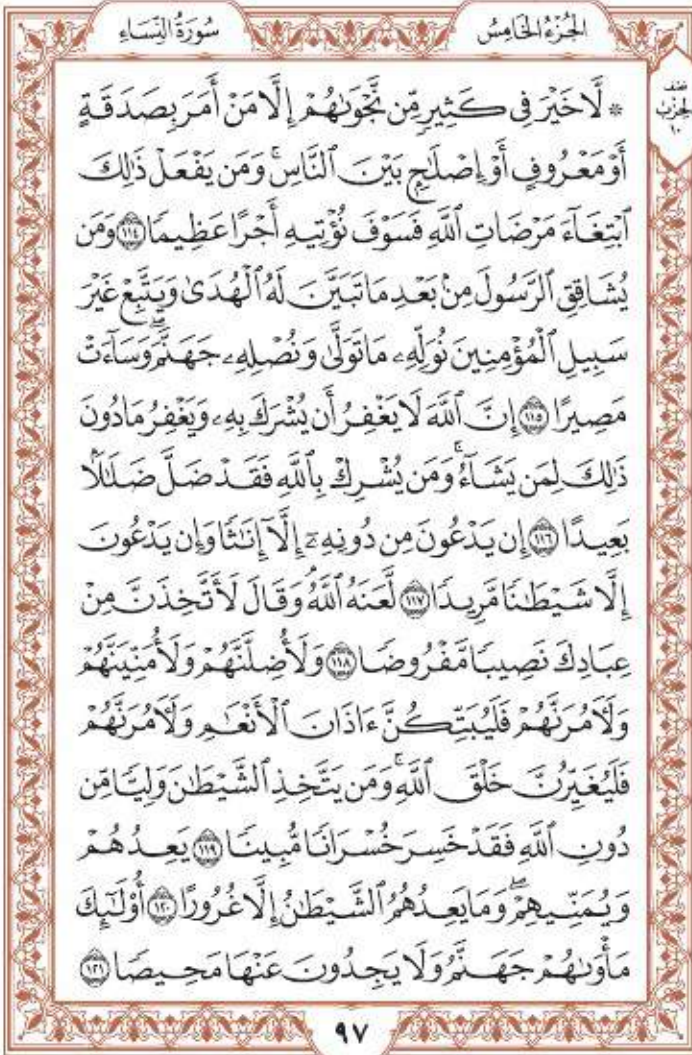 سُورَةُ النِّسَاءِ
الجُزْءُ الخَامِسُ
نصف
الحزب
١٠
۞ لَّا خَيْرَ فِى كَثِيرٍ مِّن نَّجْوَىٰهُمْ إِلَّا مَنْ أَمَرَ بِصَدَقَةٍ
أَوْ مَعْرُوفٍ أَوْ إِصْلَٰحٍۭ بَيْنَ ٱلنَّاسِۚ وَمَن يَفْعَلْ ذَٰلِكَ
ٱبْتِغَآءَ مَرْضَاتِ ٱللَّهِ فَسَوْفَ نُؤْتِيهِ أَجْرًا عَظِيمًا ١١٤ وَمَن
يُشَاقِقِ ٱلرَّسُولَ مِنۢ بَعْدِ مَا تَبَيَّنَ لَهُ ٱلْهُدَىٰ وَيَتَّبِعْ غَيْرَ
سَبِيلِ ٱلْمُؤْمِنِينَ نُوَلِّهِۦ مَا تَوَلَّىٰ وَنُصْلِهِۦ جَهَنَّمَۖ وَسَآءَتْ
مَصِيرًا ١١٥ إِنَّ ٱللَّهَ لَا يَغْفِرُ أَن يُشْرَكَ بِهِۦ وَيَغْفِرُ مَا دُونَ
ذَٰلِكَ لِمَن يَشَآءُۚ وَمَن يُشْرِكْ بِٱللَّهِ فَقَدْ ضَلَّ ضَلَٰلًۢا
بَعِيدًا ١١٦ إِن يَدْعُونَ مِن دُونِهِۦٓ إِلَّآ إِنَٰثًا وَإِن يَدْعُونَ
إِلَّا شَيْطَٰنًا مَّرِيدًا ١١٧ لَّعَنَهُ ٱللَّهُۘ وَقَالَ لَأَتَّخِذَنَّ مِنْ
عِبَادِكَ نَصِيبًا مَّفْرُوضًا ١١٨ وَلَأُضِلَّنَّهُمْ وَلَأُمَنِّيَنَّهُمْ
وَلَءَامُرَنَّهُمْ فَلَيُبَتِّكُنَّ ءَاذَانَ ٱلْأَنْعَٰمِ وَلَءَامُرَنَّهُمْ
فَلَيُغَيِّرُنَّ خَلْقَ ٱللَّهِۚ وَمَن يَتَّخِذِ ٱلشَّيْطَٰنَ وَلِيًّا مِّن
دُونِ ٱللَّهِ فَقَدْ خَسِرَ خُسْرَانًا مُّبِينًا ١١٩ يَعِدُهُمْ
وَيُمَنِّيهِمْۖ وَمَا يَعِدُهُمُ ٱلشَّيْطَٰنُ إِلَّا غُرُورًا ١٢٠ أُو۟لَٰٓئِكَ
مَأْوَىٰهُمْ جَهَنَّمُ وَلَا يَجِدُونَ عَنْهَا مَحِيصًا ١٢١
٩٧